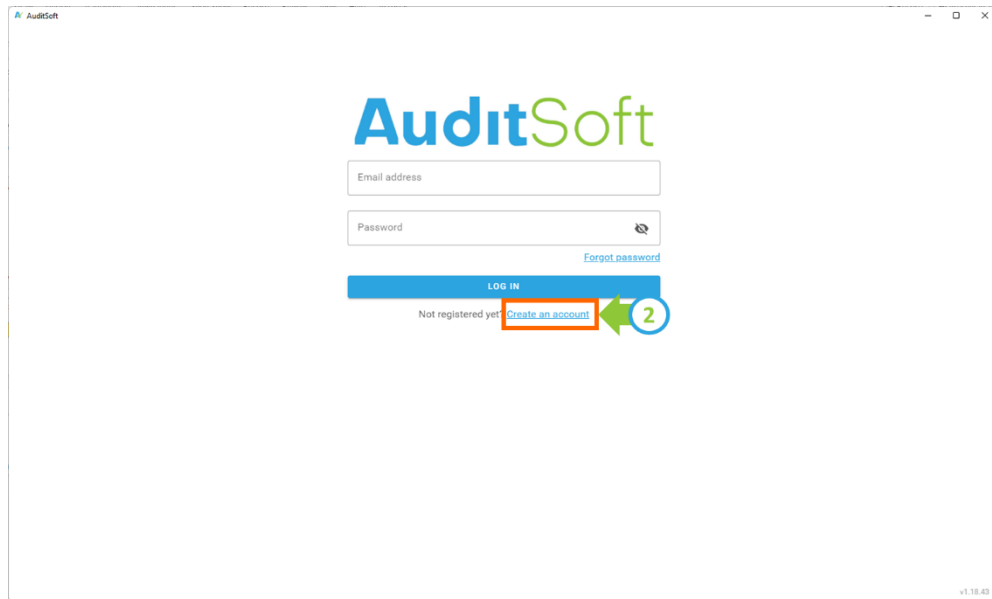 AuditSoft
AuditSoft
Email address
Password
Forgot password
LOG IN
Not registered yet? Create an account
2
v1.18.43